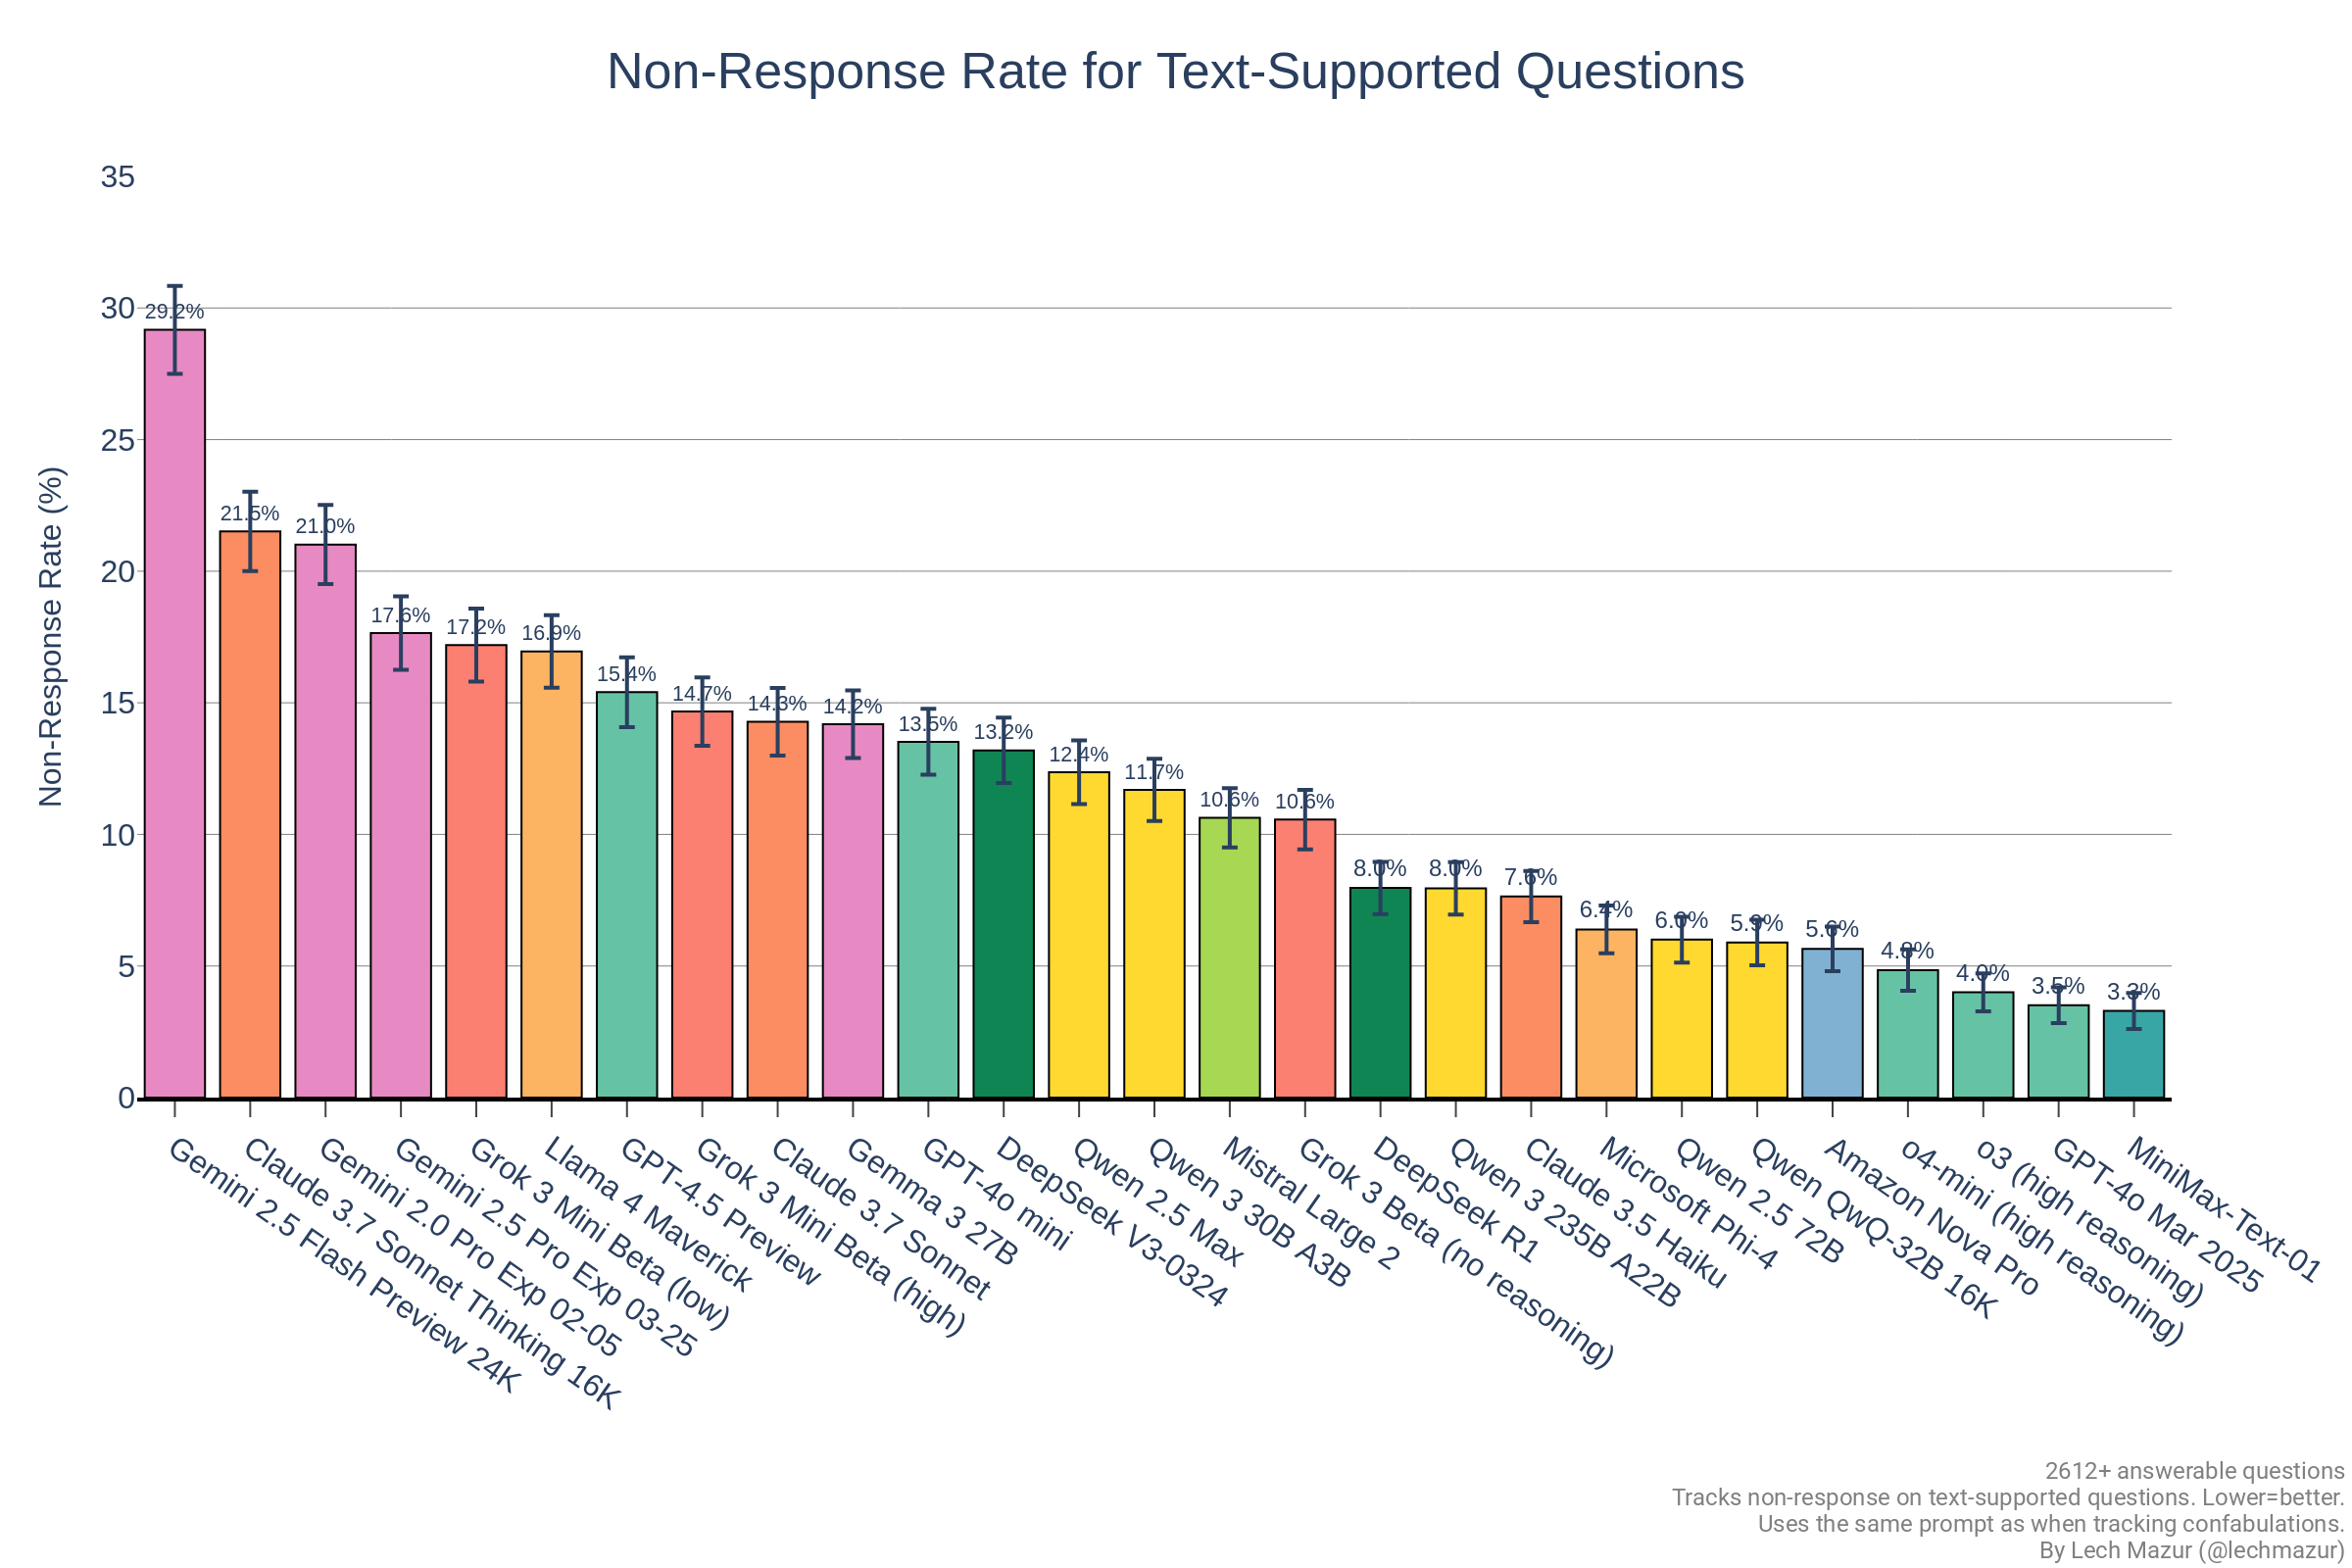 Non-Response Rate for Text-Supported Questions
Non-Response Rate (%)
35
30
25
20
15
10
5
0
29.2%
21.5%
21.0%
17.6%
17.2%
16.9%
15.4%
14.7%
14.3%
14.2%
13.5%
13.2%
12.4%
11.7%
10.6%
10.6%
8.0%
8.0%
7.6%
6.4%
6.0%
5.9%
5.6%
4.8%
4.0%
3.5%
3.3%
Gemini 2.5 Flash Preview 24K
Claude 3.7 Sonnet Thinking 16K
Gemini 2.0 Pro Exp 02-05
Gemini 2.5 Pro Exp 03-25
Grok 3 Mini Beta (low)
Llama 4 Maverick
GPT-4.5 Preview
Grok 3 Mini Beta (high)
Claude 3.7 Sonnet
Gemma 3 27B
GPT-4o mini
DeepSeek V3-0324
Qwen 2.5 Max
Qwen 3 30B A3B
Mistral Large 2
Grok 3 Beta (no reasoning)
DeepSeek R1
Qwen 3 235B A22B
Claude 3.5 Haiku
Microsoft Phi-4
Qwen 2.5 72B
Qwen QwQ-32B 16K
Amazon Nova Pro
o4-mini (high reasoning)
o3 (high reasoning)
GPT-4o Mar 2025
MiniMax-Text-01
2612+ answerable questions
Tracks non-response on text-supported questions. Lower=better.
Uses the same prompt as when tracking confabulations.
By Lech Mazur (@lechmazur)